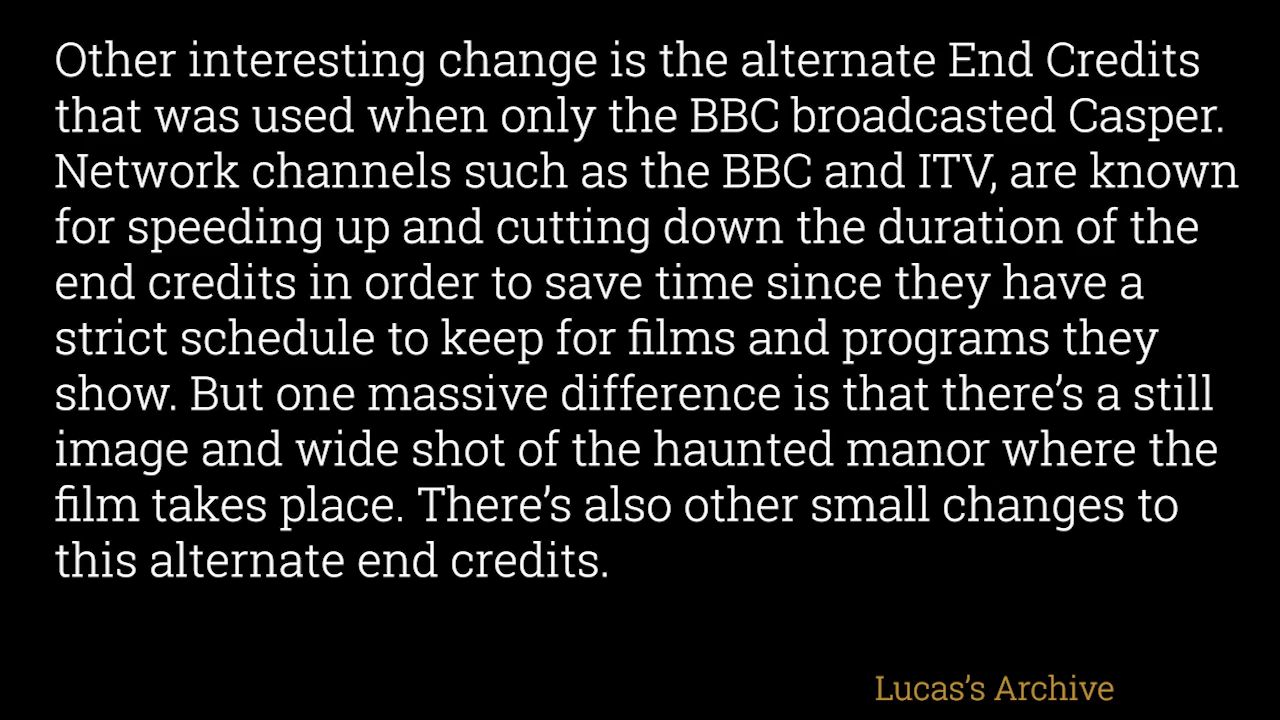 Other interesting change is the alternate End Credits
that was used when only the BBC broadcasted Casper.
Network channels such as the BBC and ITV, are known
for speeding up and cutting down the duration of the
end credits in order to save time since they have a
strict schedule to keep for films and programs they
show. But one massive difference is that there’s a still
image and wide shot of the haunted manor where the
film takes place. There’s also other small changes to
this alternate end credits.
Lucas’s Archive